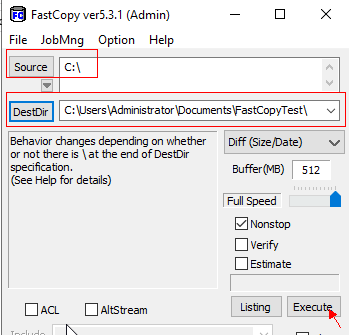 FastCopy ver5.3.1 (Admin)
File JobMng Option Help
Source C:\
DestDir C:\Users\Administrator\Documents\FastCopyTest\
Behavior changes depending on whether
or not there is \ at the end of DestDir
specification.
(See Help for details)
Diff (Size/Date)
Buffer(MB) 512
Full Speed
Nonstop
Verify
Estimate
ACL AltStream Listing Execute
Include